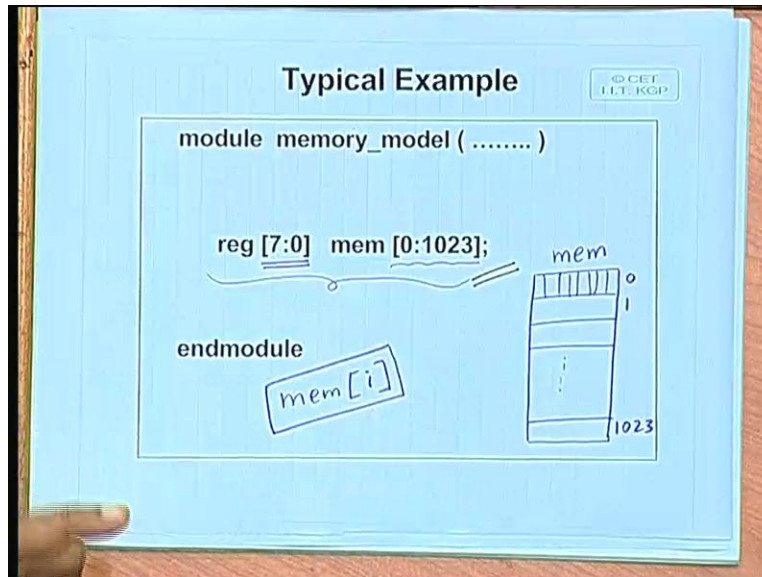 Typical Example
© CET
I.I.T. KGP
module memory_model ( ........ )
reg [7:0] mem [0:1023];
mem
0
1
endmodule
mem[i]
1023